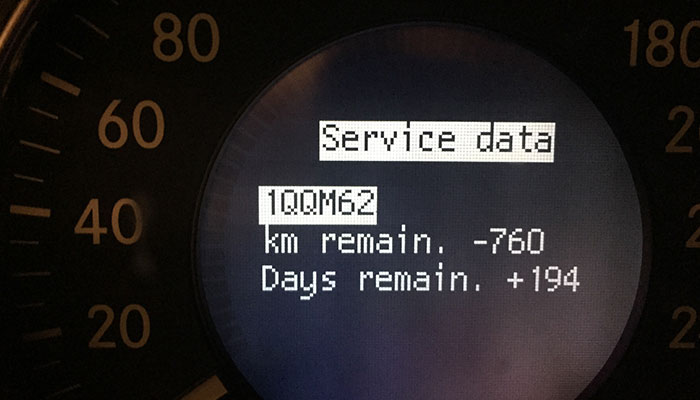 80
180
60
Service data
1QQM62
40
km remain. -760
Days remain. +194
20